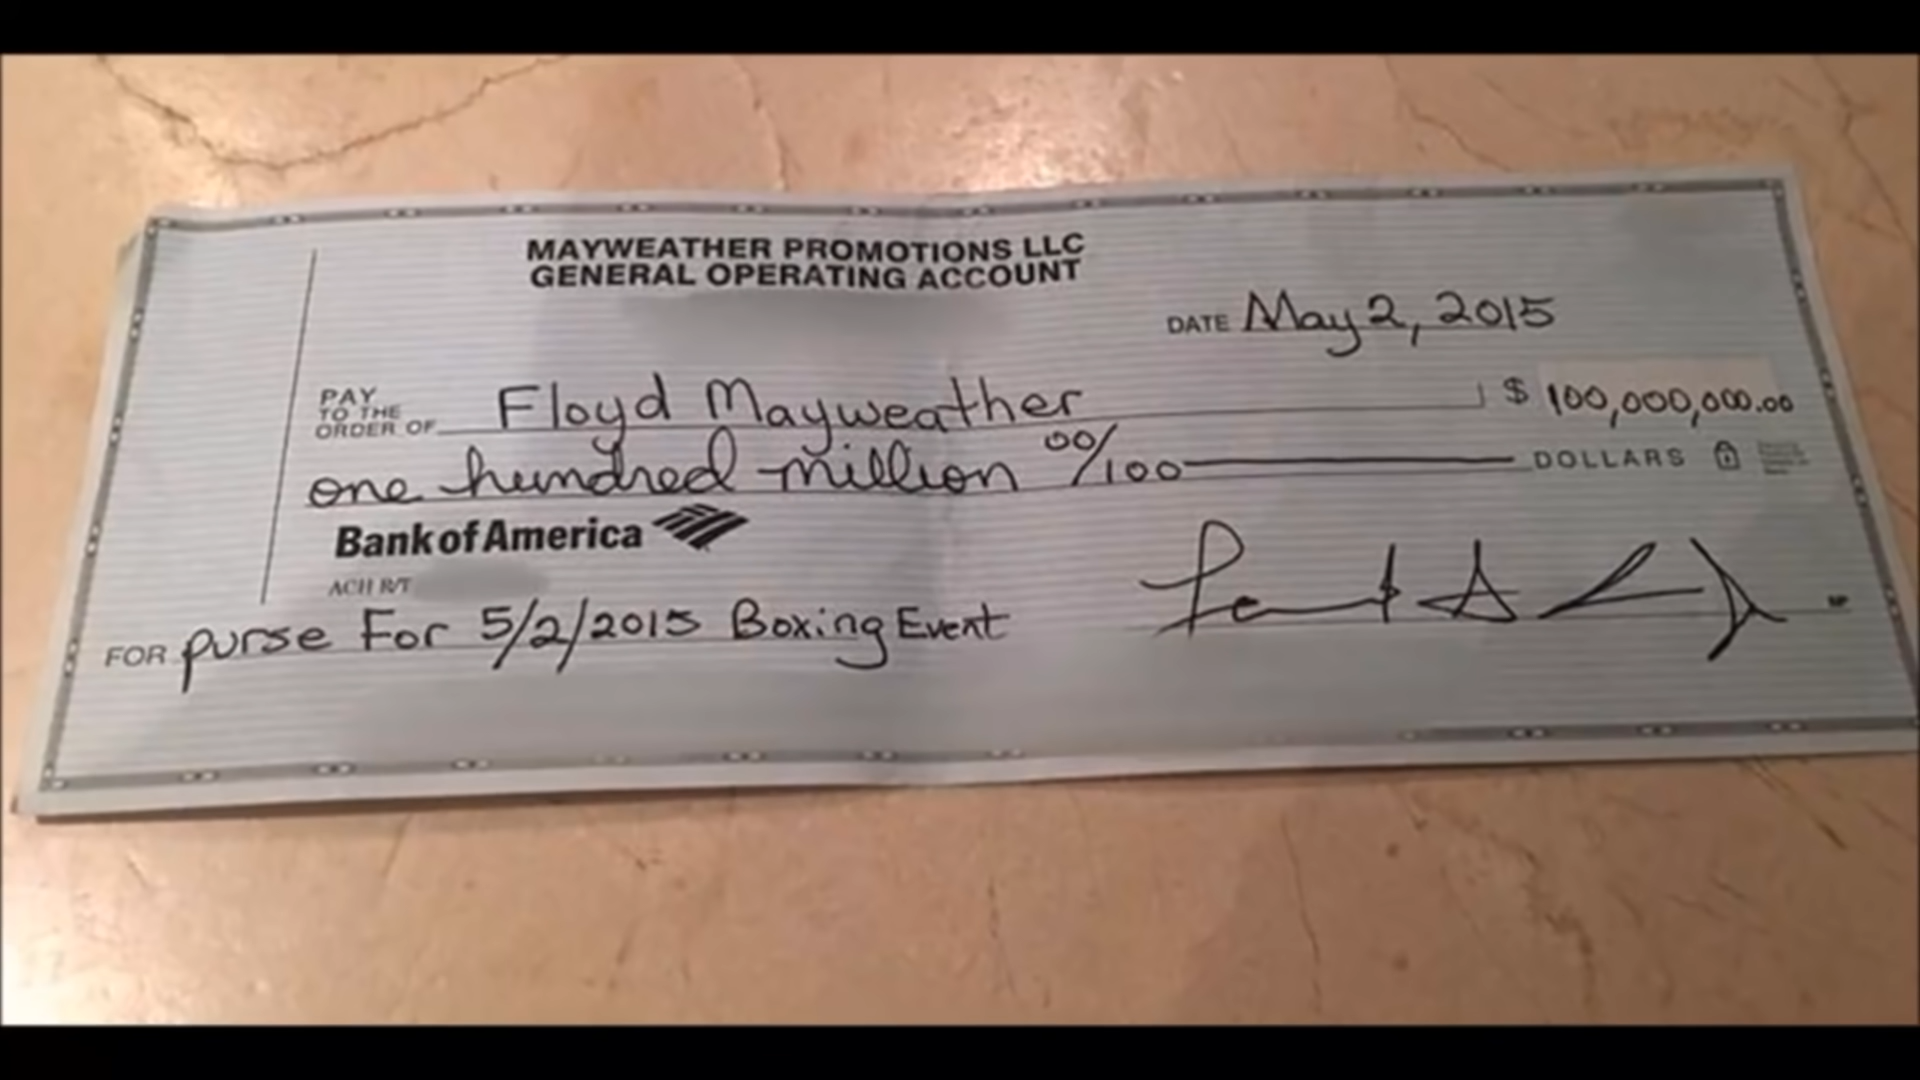 MAYWEATHER PROMOTIONS LLC
GENERAL OPERATING ACCOUNT
DATE May 2, 2015
PAY
TO THE
ORDER OF Floyd Mayweather $ 100,000,000.00
one hundred million 00/100 DOLLARS
Bank of America
ACH R/T
FOR purse For 5/2/2015 Boxing Event